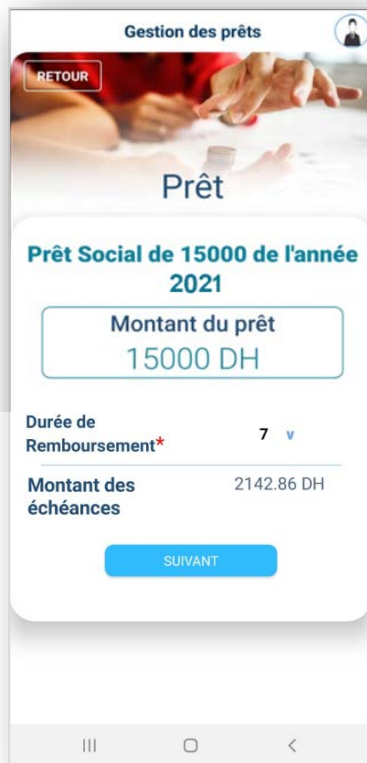 Gestion des prêts
RETOUR
Prêt
Prêt Social de 15000 de l'année
2021
Montant du prêt
15000 DH
Durée de
Remboursement*
7 v
Montant des
échéances
2142.86 DH
SUIVANT